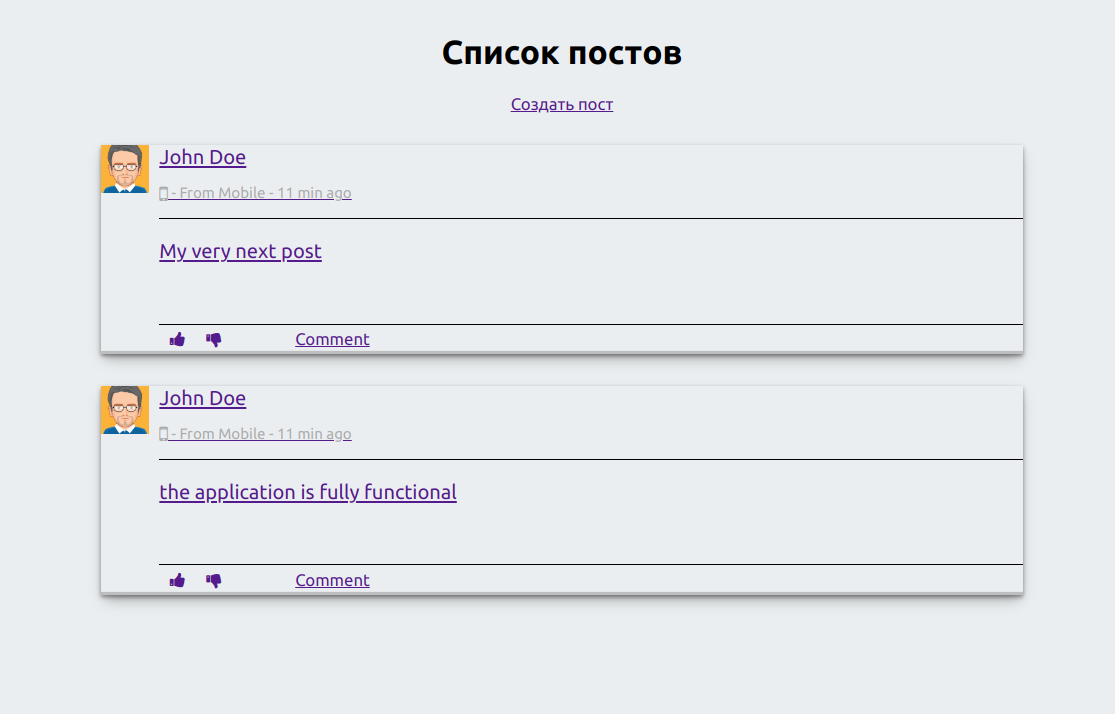 Список постов
Создать пост
John Doe
- From Mobile - 11 min ago
My very next post
Comment
John Doe
- From Mobile - 11 min ago
the application is fully functional
Comment